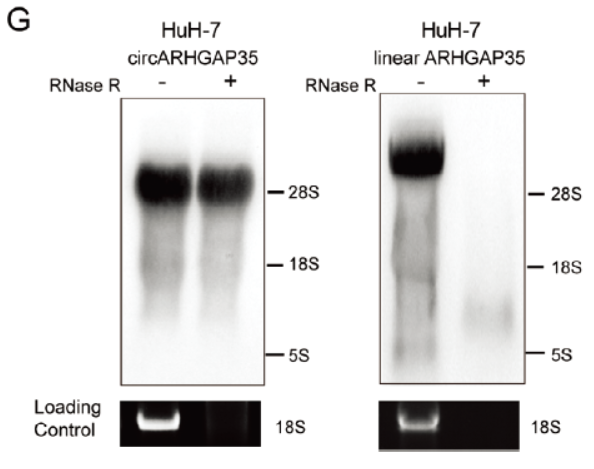 G
HuH-7
circARHGAP35
RNase R - +
28S
18S
5S
Loading
Control
18S
HuH-7
linear ARHGAP35
RNase R - +
28S
18S
5S
18S